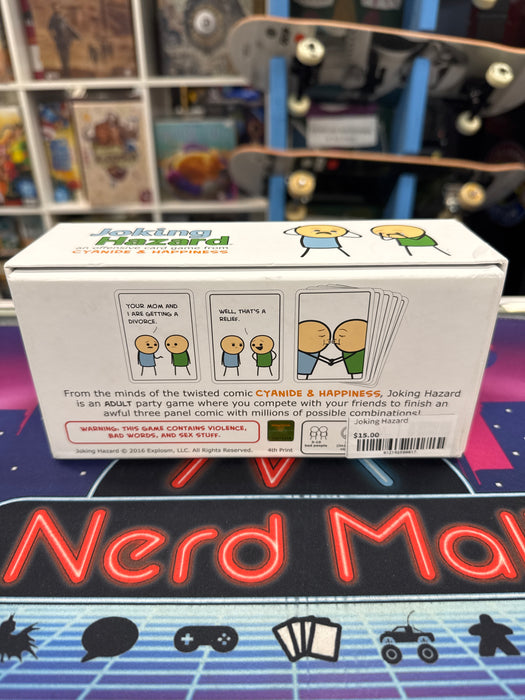 Joking
Hazard
an offensive card game from
CYANIDE & HAPPINESS
YOUR MOM AND
I ARE GETTING A
DIVORCE.
WELL, THAT'S A
RELIEF.
From the minds of the twisted comic CYANIDE & HAPPINESS, Joking Hazard
is an ADULT party game where you compete with your friends to finish an
awful three panel comic with millions of possible combinations!
WARNING: THIS GAME CONTAINS VIOLENCE,
BAD WORDS, AND SEX STUFF.
Joking Hazard
$15.00
Joking Hazard © 2016 Explosm, LLC. All Rights Reserved.
4th Print
bad people
Nerd Mal